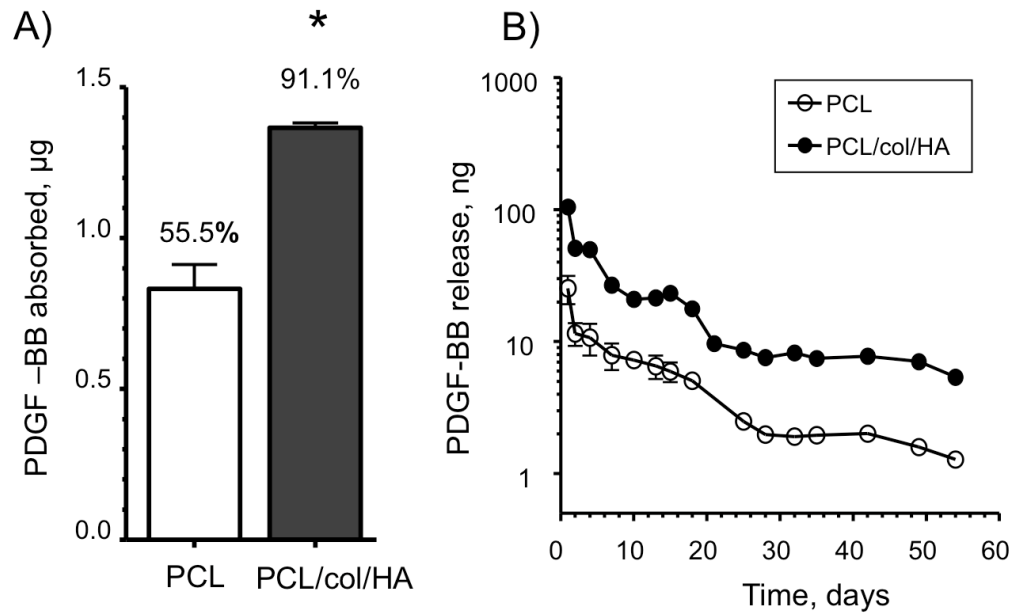 A)
*
1.5
91.1%
1.0
55.5%
0.5
0.0
PDGF –BB absorbed, µg
PCL
PCL/col/HA
B)
1000
100
10
1
PDGF-BB release, ng
PCL
PCL/col/HA
0
10
20
30
40
50
60
Time, days